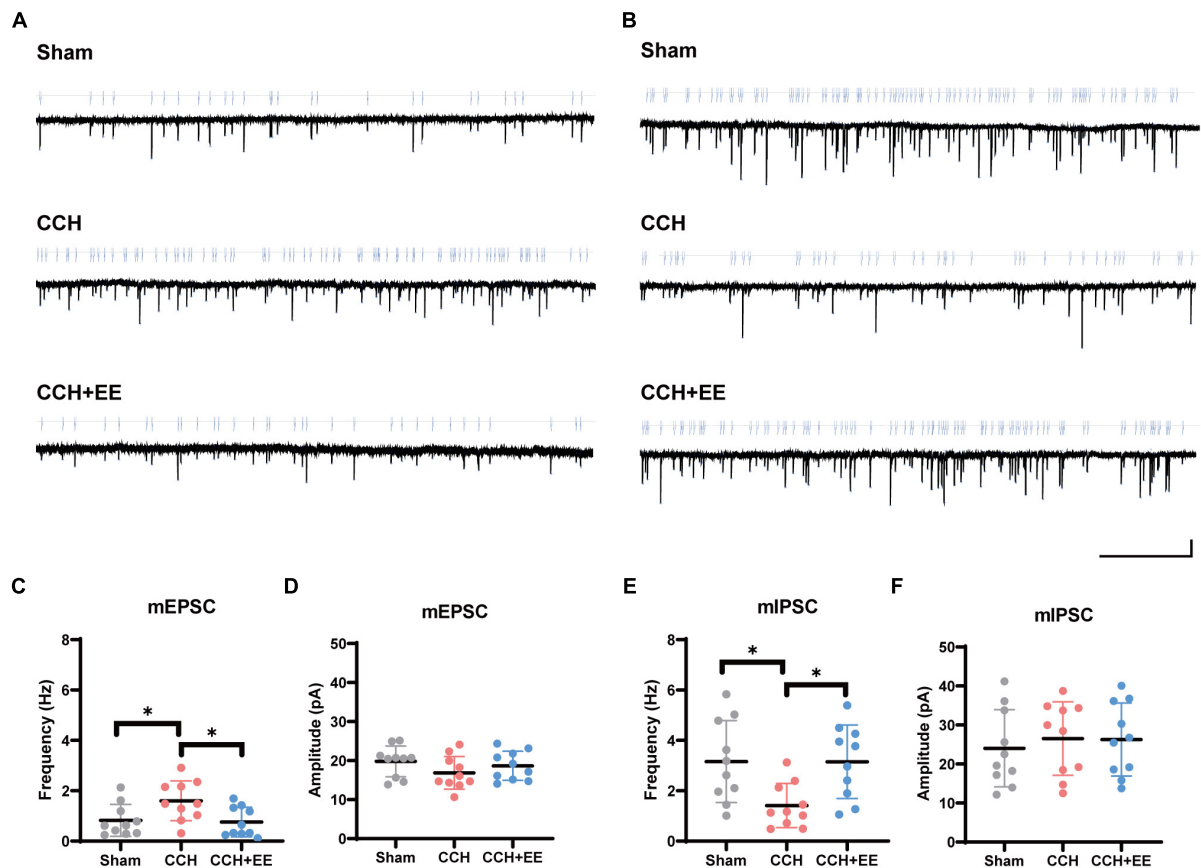 A
Sham
CCH
CCH+EE
B
Sham
CCH
CCH+EE
C
mEPSC
Frequency (Hz)
8
6
4
2
0
*
*
Sham CCH CCH+EE
D
mEPSC
Amplitude (pA)
50
40
30
20
10
0
Sham CCH CCH+EE
E
mIPSC
Frequency (Hz)
8
6
4
2
0
*
*
Sham CCH CCH+EE
F
mIPSC
Amplitude (pA)
50
40
30
20
10
0
Sham CCH CCH+EE